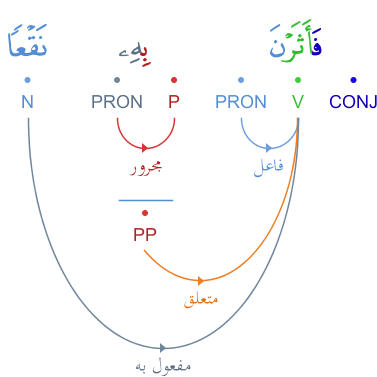 فَأَثَرْنَ بِهِۦ نَقْعًا
CONJ V PRON P PRON N
فاعل
مجرور
PP
متعلق
مفعول به